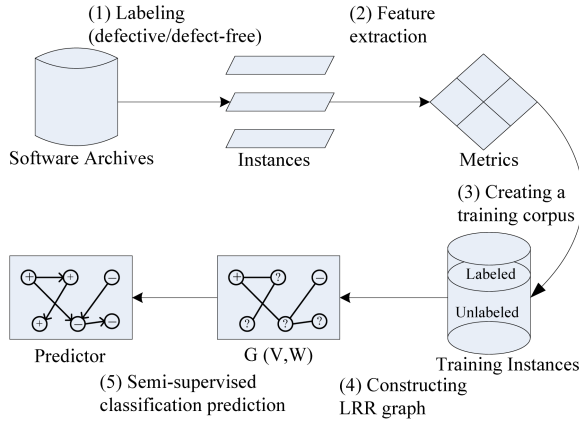 (1) Labeling
(defective/defect-free)
(2) Feature
extraction
Software Archives
Instances
Metrics
(3) Creating a
training corpus
Labeled
Unlabeled
Training Instances
(4) Constructing
LRR graph
+ ? −
? ? ?
G (V,W)
(5) Semi-supervised
classification prediction
+ + −
+ − −
Predictor